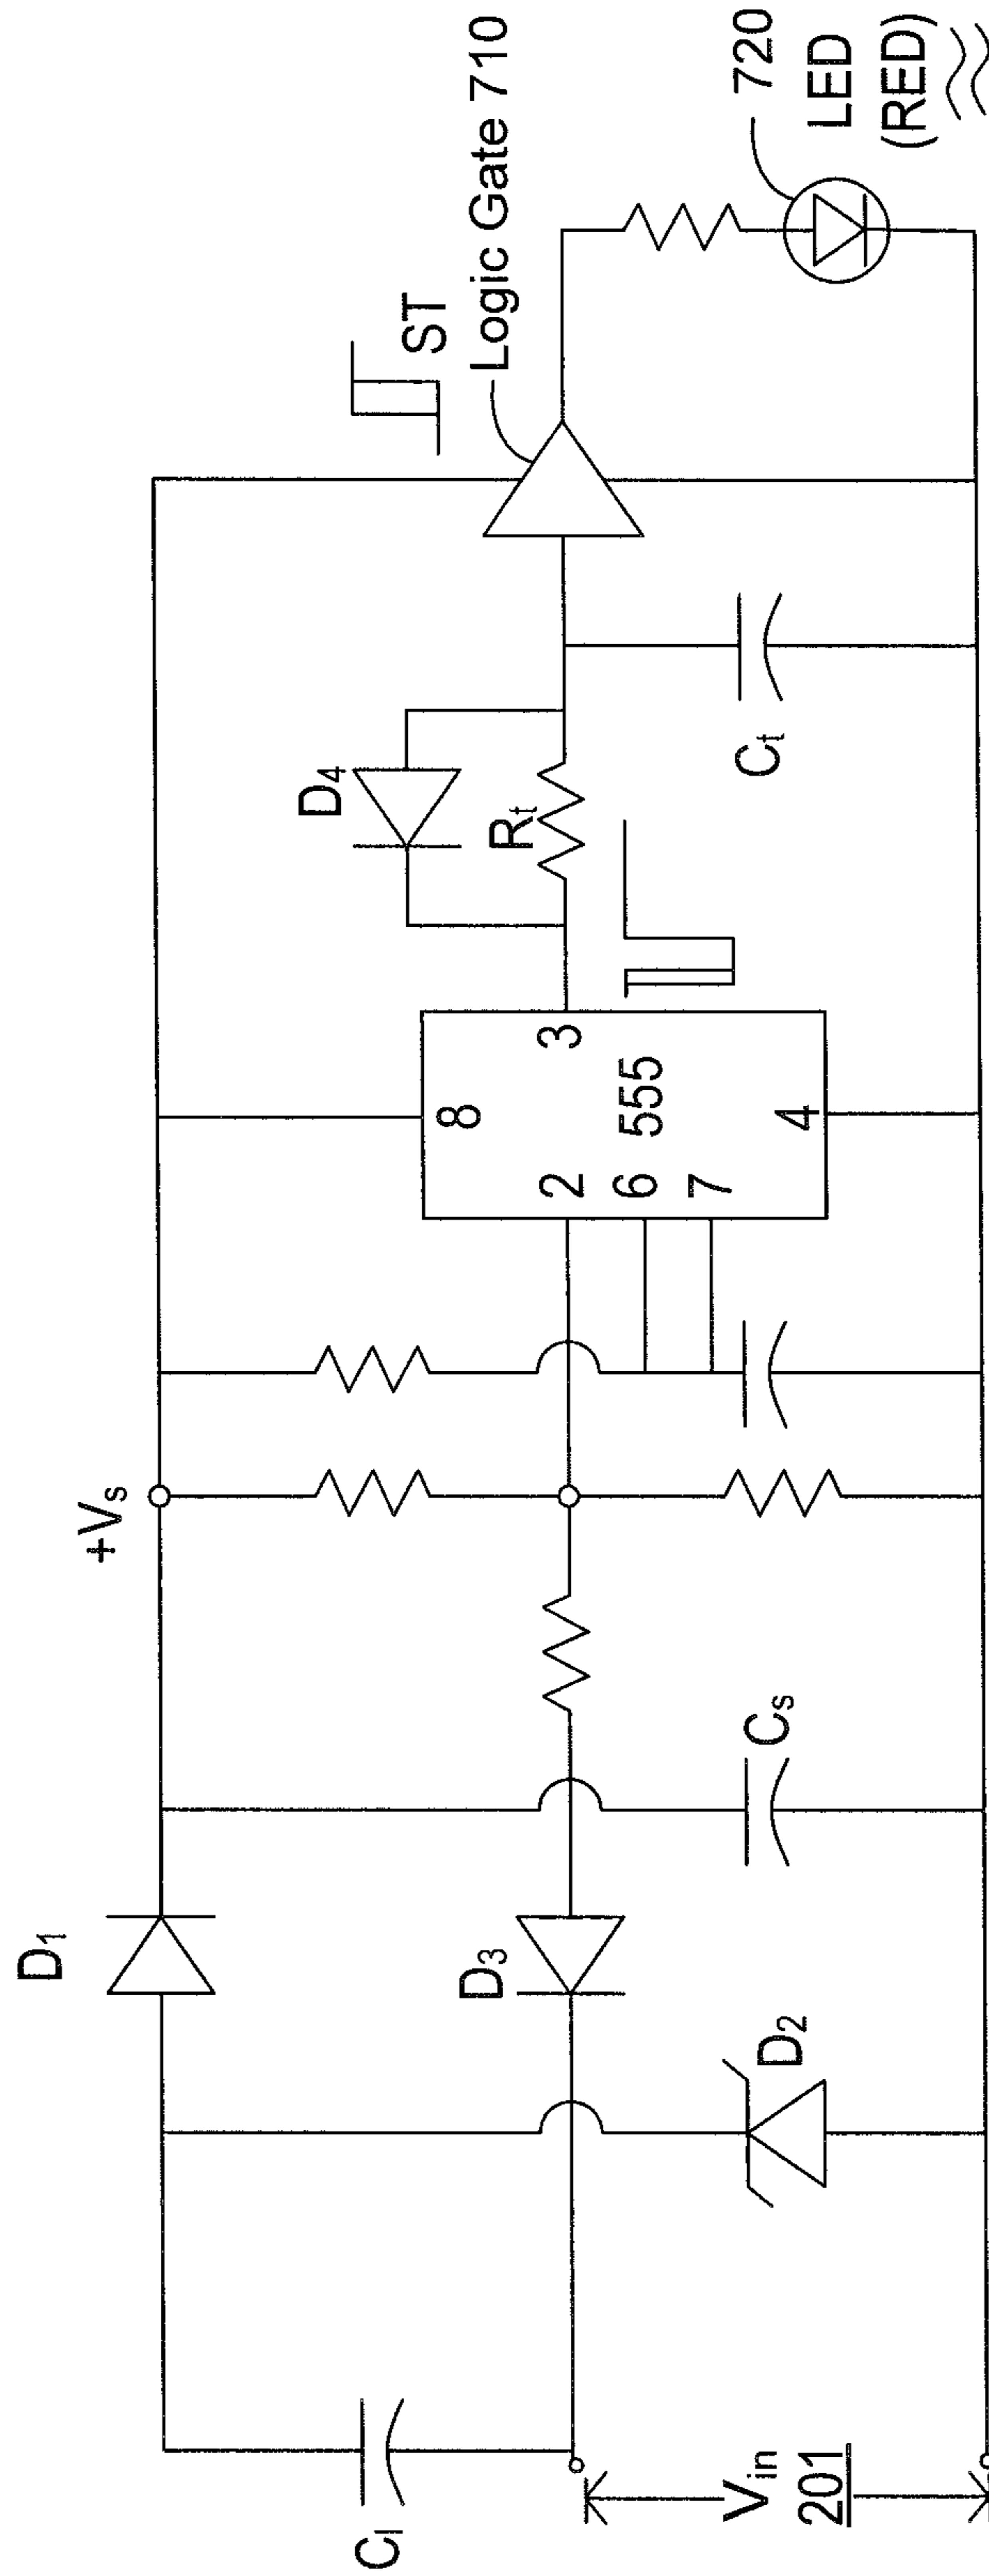 D1
+Vs
D4
ST
Logic Gate 710
Cl
D3
Rt
8
2
3
6
555
7
4
720
LED
(RED)
Vin
201
D2
Cs
Ct